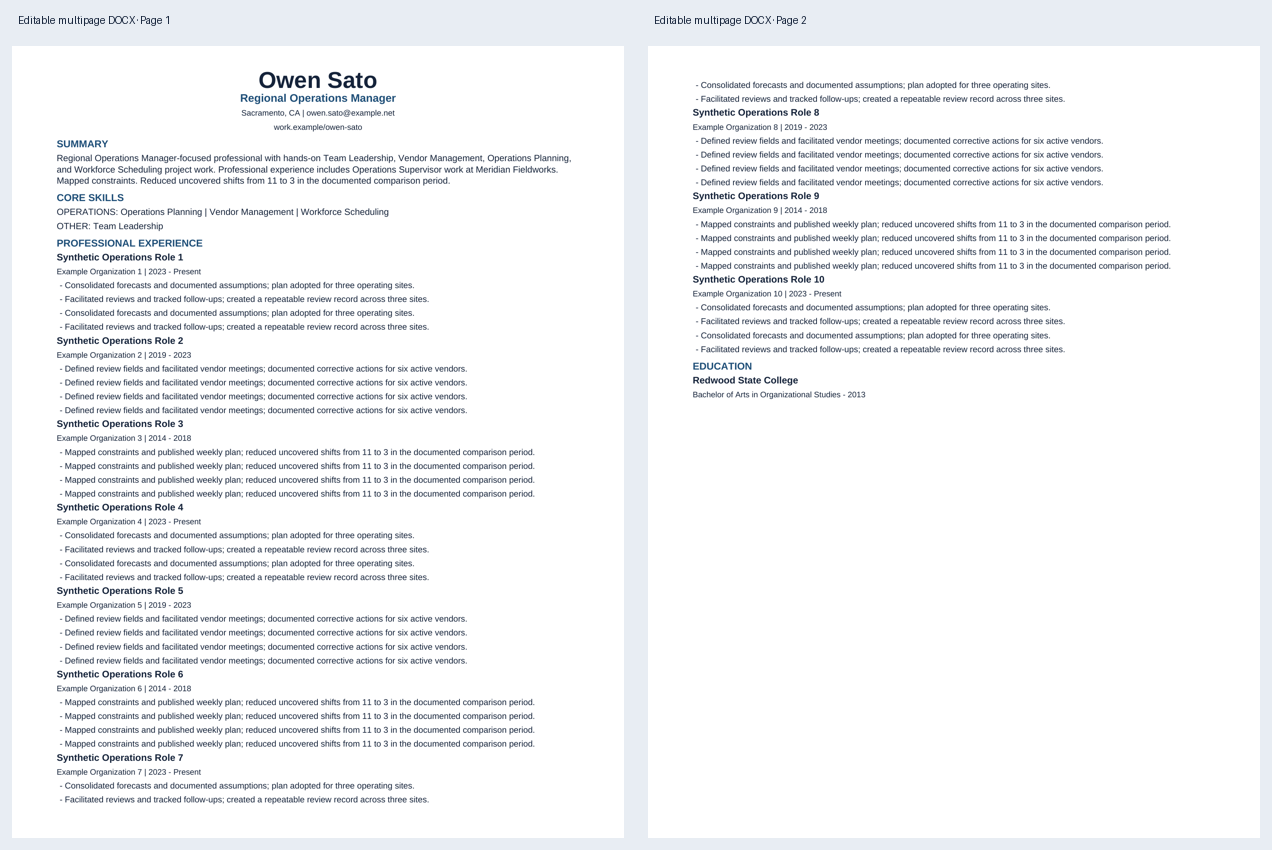 Editable multipage DOCX · Page 1
Owen Sato
Regional Operations Manager
Sacramento, CA | owen.sato@example.net
work.example/owen-sato
SUMMARY
Regional Operations Manager-focused professional with hands-on Team Leadership, Vendor Management, Operations Planning,
and Workforce Scheduling project work. Professional experience includes Operations Supervisor work at Meridian Fieldworks.
Mapped constraints. Reduced uncovered shifts from 11 to 3 in the documented comparison period.
CORE SKILLS
OPERATIONS: Operations Planning | Vendor Management | Workforce Scheduling
OTHER: Team Leadership
PROFESSIONAL EXPERIENCE
Synthetic Operations Role 1
Example Organization 1 | 2023 - Present
- Consolidated forecasts and documented assumptions; plan adopted for three operating sites.
- Facilitated reviews and tracked follow-ups; created a repeatable review record across three sites.
- Consolidated forecasts and documented assumptions; plan adopted for three operating sites.
- Facilitated reviews and tracked follow-ups; created a repeatable review record across three sites.
Synthetic Operations Role 2
Example Organization 2 | 2019 - 2023
- Defined review fields and facilitated vendor meetings; documented corrective actions for six active vendors.
- Defined review fields and facilitated vendor meetings; documented corrective actions for six active vendors.
- Defined review fields and facilitated vendor meetings; documented corrective actions for six active vendors.
- Defined review fields and facilitated vendor meetings; documented corrective actions for six active vendors.
Synthetic Operations Role 3
Example Organization 3 | 2014 - 2018
- Mapped constraints and published weekly plan; reduced uncovered shifts from 11 to 3 in the documented comparison period.
- Mapped constraints and published weekly plan; reduced uncovered shifts from 11 to 3 in the documented comparison period.
- Mapped constraints and published weekly plan; reduced uncovered shifts from 11 to 3 in the documented comparison period.
- Mapped constraints and published weekly plan; reduced uncovered shifts from 11 to 3 in the documented comparison period.
Synthetic Operations Role 4
Example Organization 4 | 2023 - Present
- Consolidated forecasts and documented assumptions; plan adopted for three operating sites.
- Facilitated reviews and tracked follow-ups; created a repeatable review record across three sites.
- Consolidated forecasts and documented assumptions; plan adopted for three operating sites.
- Facilitated reviews and tracked follow-ups; created a repeatable review record across three sites.
Synthetic Operations Role 5
Example Organization 5 | 2019 - 2023
- Defined review fields and facilitated vendor meetings; documented corrective actions for six active vendors.
- Defined review fields and facilitated vendor meetings; documented corrective actions for six active vendors.
- Defined review fields and facilitated vendor meetings; documented corrective actions for six active vendors.
- Defined review fields and facilitated vendor meetings; documented corrective actions for six active vendors.
Synthetic Operations Role 6
Example Organization 6 | 2014 - 2018
- Mapped constraints and published weekly plan; reduced uncovered shifts from 11 to 3 in the documented comparison period.
- Mapped constraints and published weekly plan; reduced uncovered shifts from 11 to 3 in the documented comparison period.
- Mapped constraints and published weekly plan; reduced uncovered shifts from 11 to 3 in the documented comparison period.
- Mapped constraints and published weekly plan; reduced uncovered shifts from 11 to 3 in the documented comparison period.
Synthetic Operations Role 7
Example Organization 7 | 2023 - Present
- Consolidated forecasts and documented assumptions; plan adopted for three operating sites.
- Facilitated reviews and tracked follow-ups; created a repeatable review record across three sites.
Editable multipage DOCX · Page 2
- Consolidated forecasts and documented assumptions; plan adopted for three operating sites.
- Facilitated reviews and tracked follow-ups; created a repeatable review record across three sites.
Synthetic Operations Role 8
Example Organization 8 | 2019 - 2023
- Defined review fields and facilitated vendor meetings; documented corrective actions for six active vendors.
- Defined review fields and facilitated vendor meetings; documented corrective actions for six active vendors.
- Defined review fields and facilitated vendor meetings; documented corrective actions for six active vendors.
- Defined review fields and facilitated vendor meetings; documented corrective actions for six active vendors.
Synthetic Operations Role 9
Example Organization 9 | 2014 - 2018
- Mapped constraints and published weekly plan; reduced uncovered shifts from 11 to 3 in the documented comparison period.
- Mapped constraints and published weekly plan; reduced uncovered shifts from 11 to 3 in the documented comparison period.
- Mapped constraints and published weekly plan; reduced uncovered shifts from 11 to 3 in the documented comparison period.
- Mapped constraints and published weekly plan; reduced uncovered shifts from 11 to 3 in the documented comparison period.
Synthetic Operations Role 10
Example Organization 10 | 2023 - Present
- Consolidated forecasts and documented assumptions; plan adopted for three operating sites.
- Facilitated reviews and tracked follow-ups; created a repeatable review record across three sites.
- Consolidated forecasts and documented assumptions; plan adopted for three operating sites.
- Facilitated reviews and tracked follow-ups; created a repeatable review record across three sites.
EDUCATION
Redwood State College
Bachelor of Arts in Organizational Studies - 2013